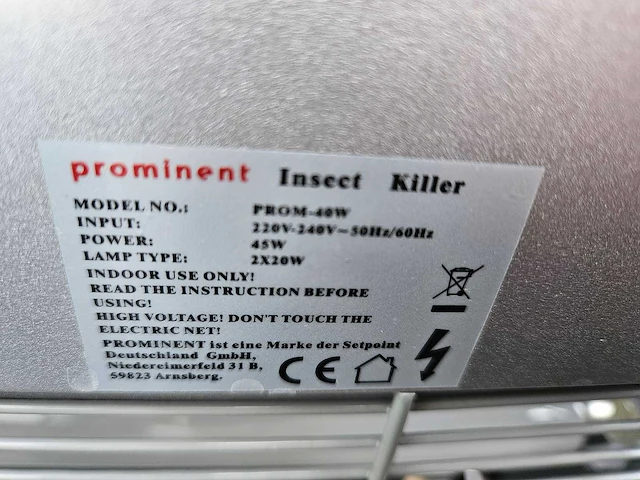 prominent Insect Killer
MODEL NO.: PROM-40W
INPUT: 220V-240V~50Hz/60Hz
POWER: 45W
LAMP TYPE: 2X20W
INDOOR USE ONLY!
READ THE INSTRUCTION BEFORE
USING!
HIGH VOLTAGE! DON'T TOUCH THE
ELECTRIC NET!
PROMINENT ist eine Marke der Setpoint
Deutschland GmbH,
Niedereimerfeld 31 B,
59823 Arnsberg.
CE